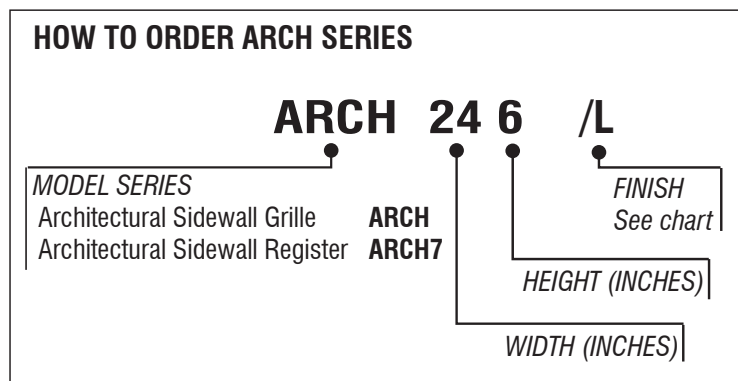 HOW TO ORDER ARCH SERIES
ARCH 24 6 /L
MODEL SERIES
Architectural Sidewall Grille ARCH
Architectural Sidewall Register ARCH7
FINISH
See chart
HEIGHT (INCHES)
WIDTH (INCHES)